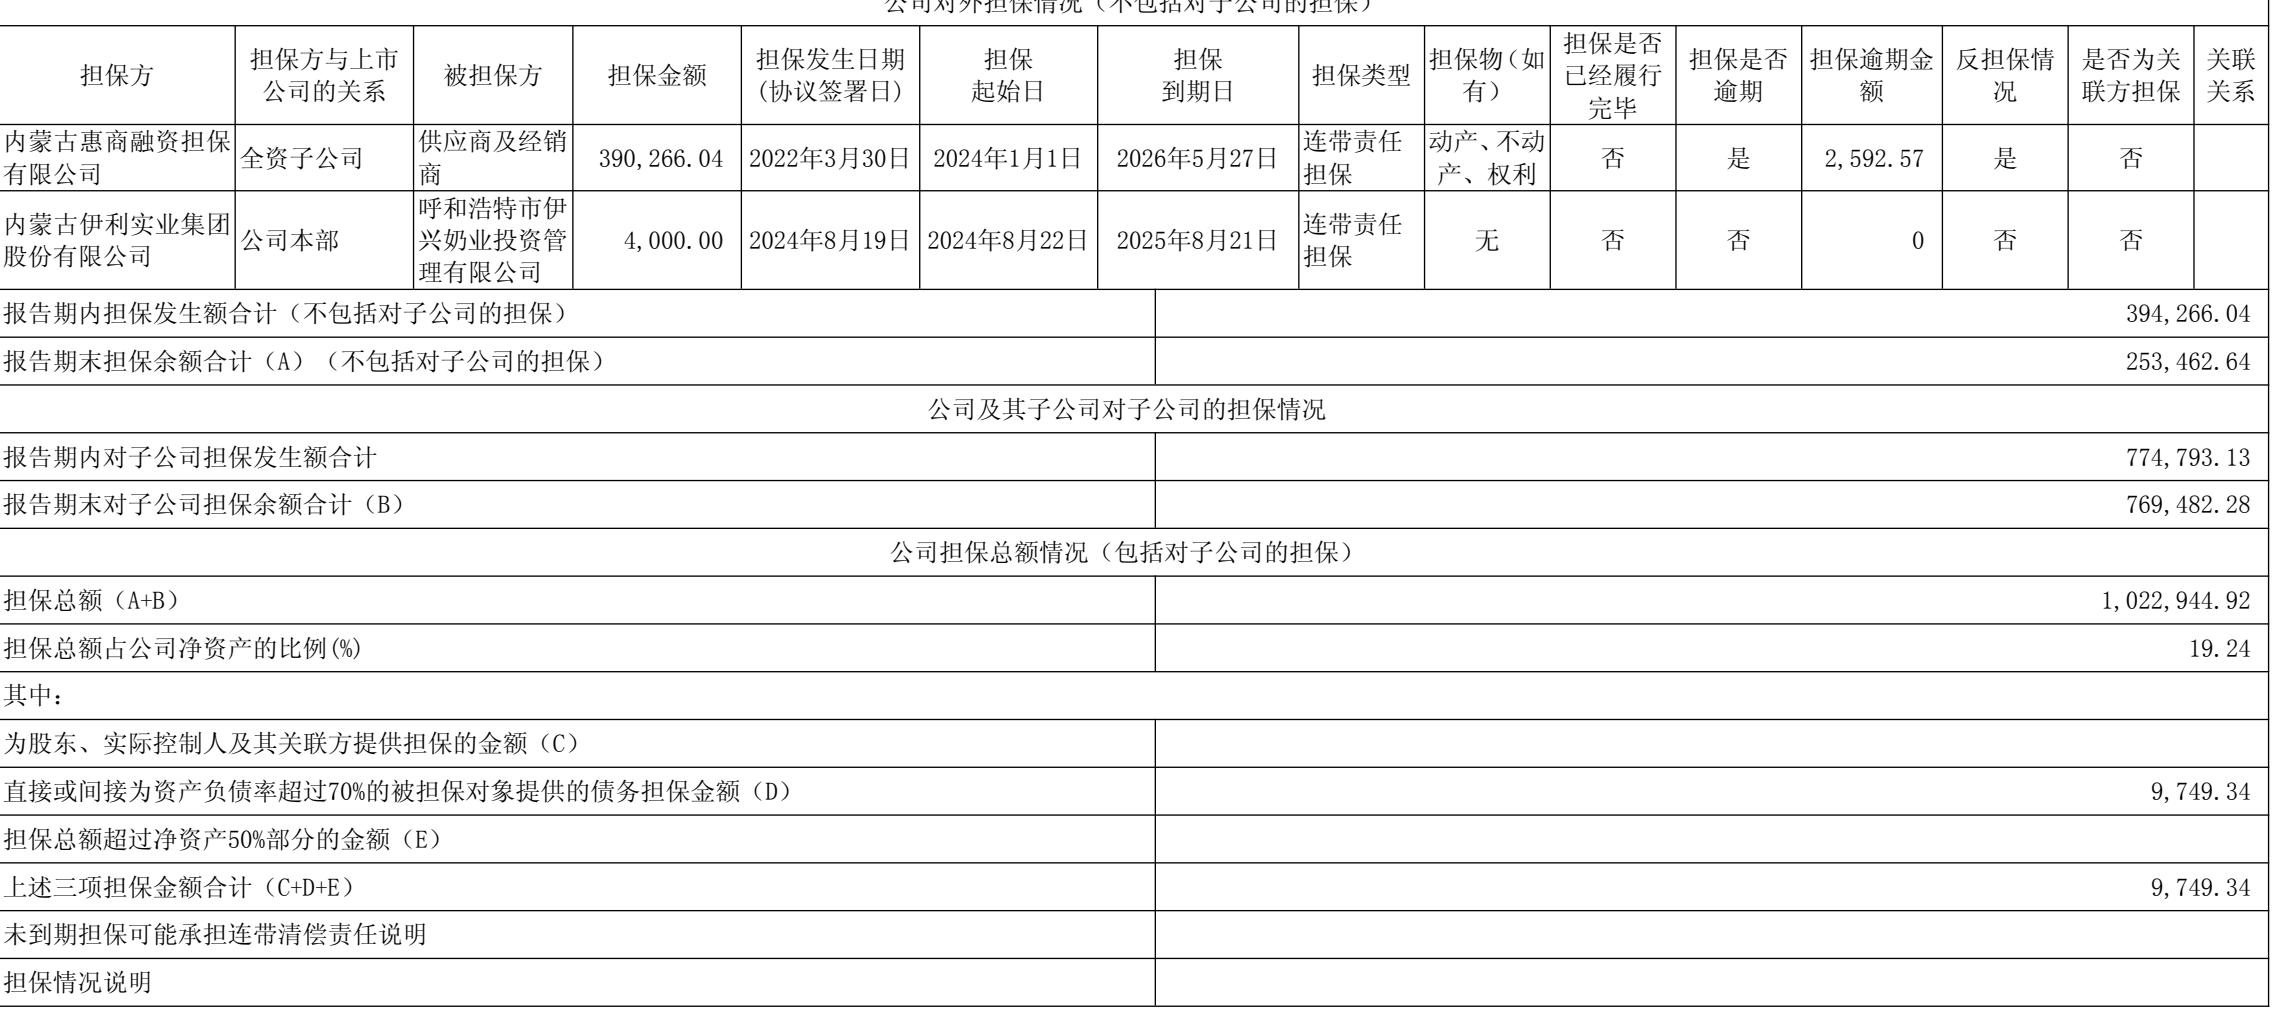 公司对外担保情况（不包括对子公司的担保）
担保方 担保方与上市公司的关系 被担保方 担保金额 担保发生日期(协议签署日) 担保起始日 担保到期日 担保类型 担保物(如有) 担保是否已经履行完毕 担保是否逾期 担保逾期金额 反担保情况 是否为关联方担保 关联关系
内蒙古惠商融资担保有限公司 全资子公司 供应商及经销商 390,266.04 2022年3月30日 2024年1月1日 2026年5月27日 连带责任担保 动产、不动产、权利 否 是 2,592.57 是 否
内蒙古伊利实业集团股份有限公司 公司本部 呼和浩特市伊兴奶业投资管理有限公司 4,000.00 2024年8月19日 2024年8月22日 2025年8月21日 连带责任担保 无 否 否 0 否 否
报告期内担保发生额合计（不包括对子公司的担保） 394,266.04
报告期末担保余额合计（A）（不包括对子公司的担保） 253,462.64
公司及其子公司对子公司的担保情况
报告期内对子公司担保发生额合计 774,793.13
报告期末对子公司担保余额合计（B） 769,482.28
公司担保总额情况（包括对子公司的担保）
担保总额（A+B） 1,022,944.92
担保总额占公司净资产的比例(%) 19.24
其中：
为股东、实际控制人及其关联方提供担保的金额（C）
直接或间接为资产负债率超过70%的被担保对象提供的债务担保金额（D） 9,749.34
担保总额超过净资产50%部分的金额（E）
上述三项担保金额合计（C+D+E） 9,749.34
未到期担保可能承担连带清偿责任说明
担保情况说明